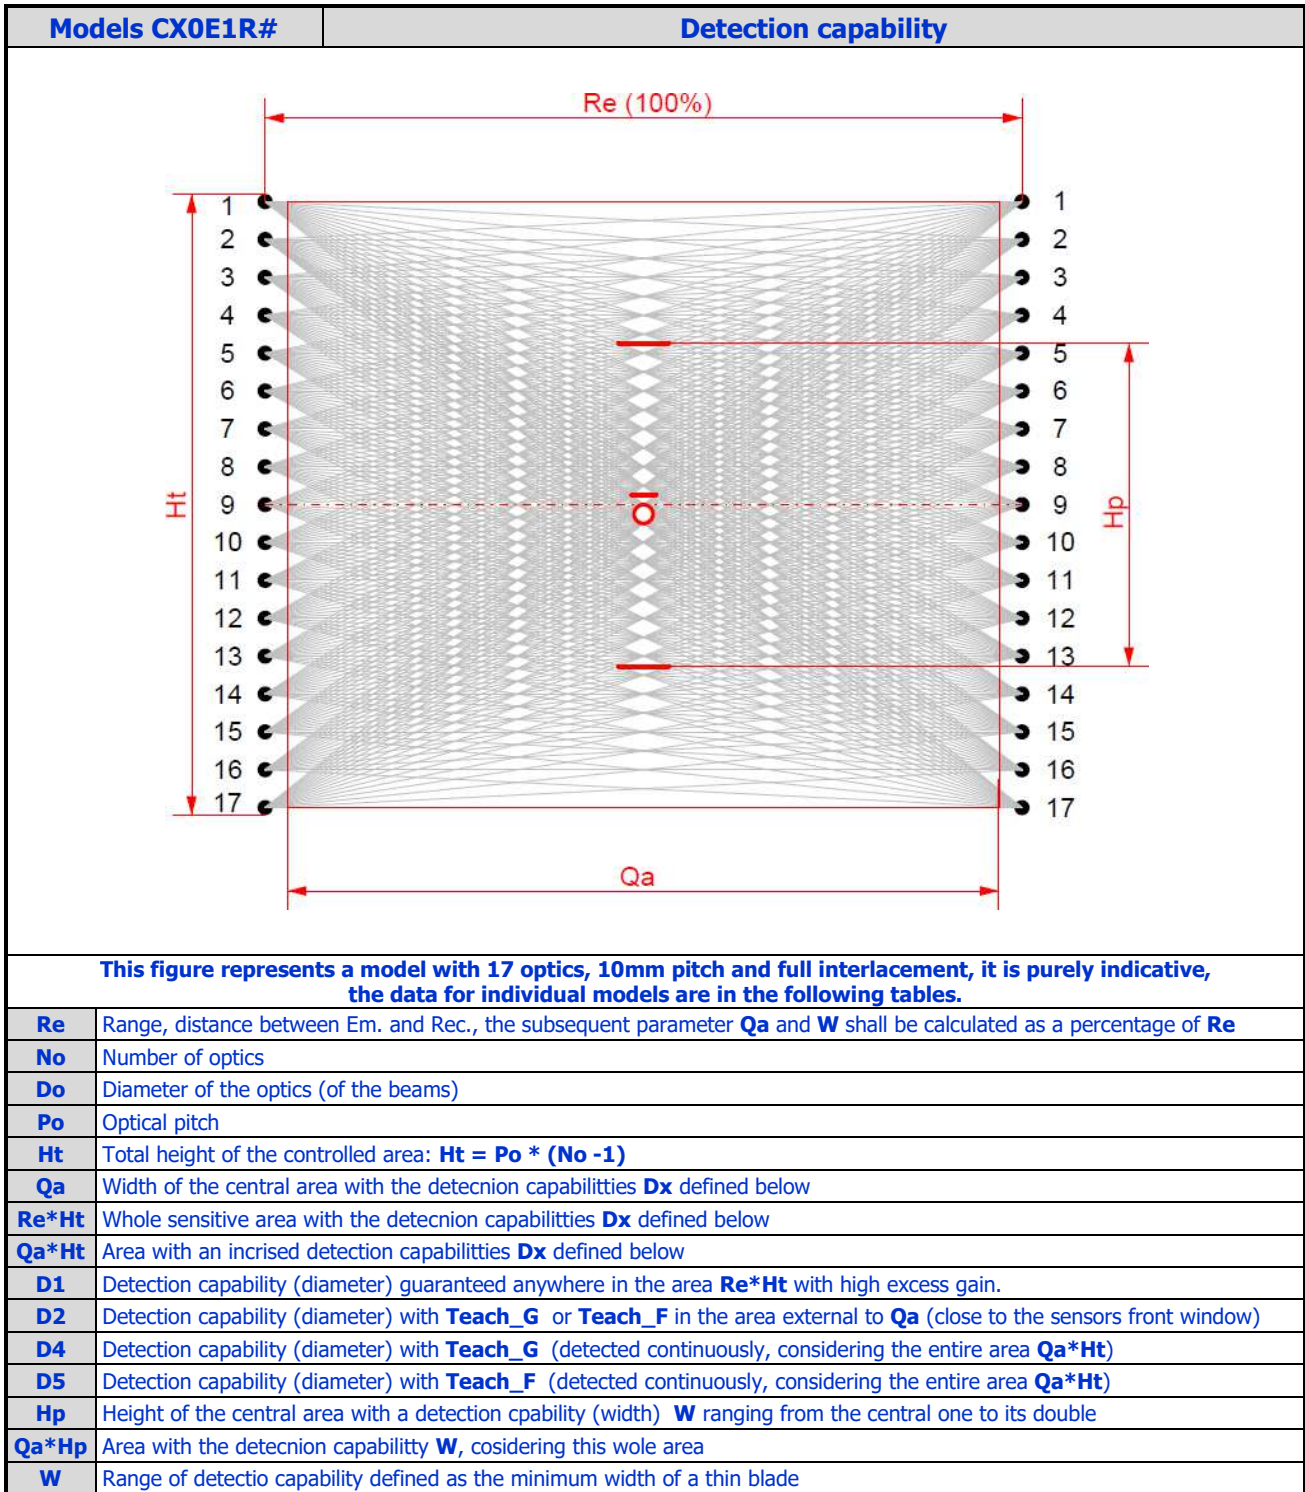 Models CX0E1R# Detection capability
Re (100%)
1 1
2 2
3 3
4 4
5 5
6 6
7 7
8 8
Ht 9 9 Hp
10 10
11 11
12 12
13 13
14 14
15 15
16 16
17 17
Qa
This figure represents a model with 17 optics, 10mm pitch and full interlacement, it is purely indicative,
the data for individual models are in the following tables.
Re Range, distance between Em. and Rec., the subsequent parameter Qa and W shall be calculated as a percentage of Re
No Number of optics
Do Diameter of the optics (of the beams)
Po Optical pitch
Ht Total height of the controlled area: Ht = Po * (No -1)
Qa Width of the central area with the detecnion capabilitties Dx defined below
Re*Ht Whole sensitive area with the detecnion capabilitties Dx defined below
Qa*Ht Area with an incrised detection capabilitties Dx defined below
D1 Detection capability (diameter) guaranteed anywhere in the area Re*Ht with high excess gain.
D2 Detection capability (diameter) with Teach_G or Teach_F in the area external to Qa (close to the sensors front window)
D4 Detection capability (diameter) with Teach_G (detected continuously, considering the entire area Qa*Ht)
D5 Detection capability (diameter) with Teach_F (detected continuously, considering the entire area Qa*Ht)
Hp Height of the central area with a detection cpability (width) W ranging from the central one to its double
Qa*Hp Area with the detecnion capabilitty W, cosidering this wole area
W Range of detectio capability defined as the minimum width of a thin blade